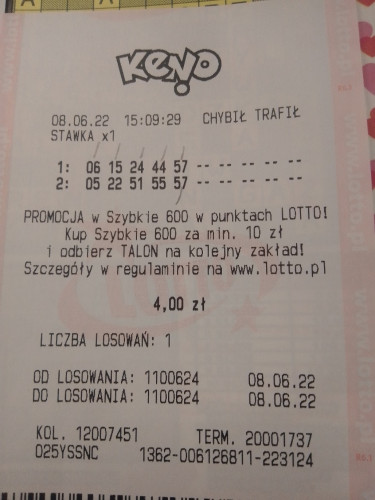 KENO
08.06.22 15:09:29 CHYBIŁ TRAFIŁ
STAWKA x1
1: 06 15 24 44 57 -- -- -- -- --
2: 05 22 51 55 57 -- -- -- -- --
PROMOCJA w Szybkie 600 w punktach LOTTO!
Kup Szybkie 600 za min. 10 zł
i odbierz TALON na kolejny zakład!
Szczegóły w regulaminie na www.lotto.pl
4,00 zł
LICZBA LOSOWAŃ: 1
OD LOSOWANIA: 1100624 08.06.22
DO LOSOWANIA: 1100624 08.06.22
KOL. 12007451 TERM. 20001737
025YSSNC 1362-006126811-223124